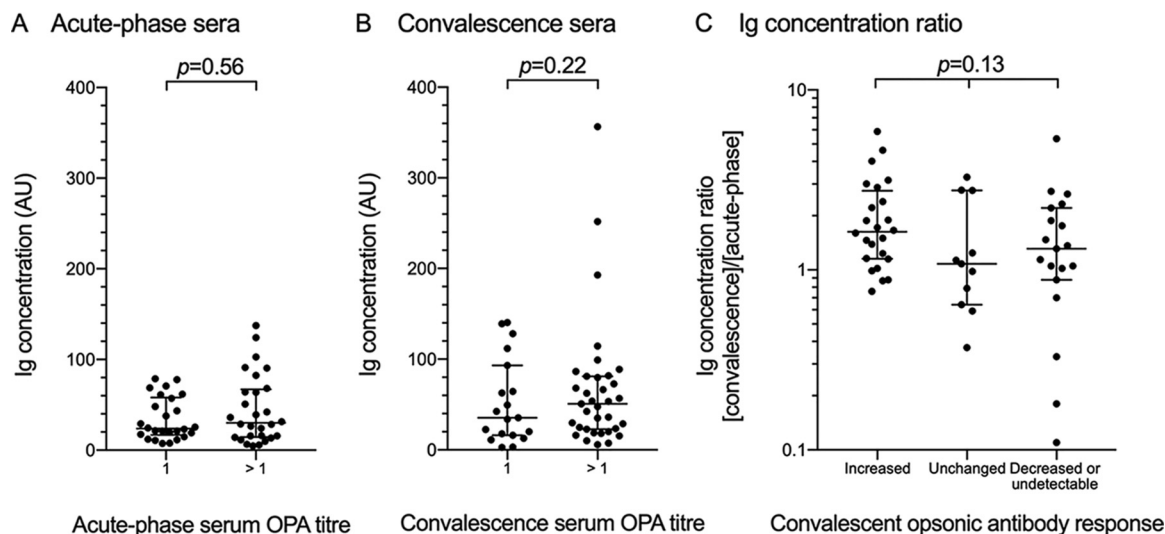 A Acute-phase sera
p=0.56
Ig concentration (AU)
400
300
200
100
0
1
> 1
Acute-phase serum OPA titre
B Convalescence sera
p=0.22
Ig concentration (AU)
400
300
200
100
0
1
> 1
Convalescence serum OPA titre
C Ig concentration ratio
p=0.13
Ig concentration ratio
[convalescence]/[acute-phase]
10
1
0.1
Increased
Unchanged
Decreased or
undetectable
Convalescent opsonic antibody response